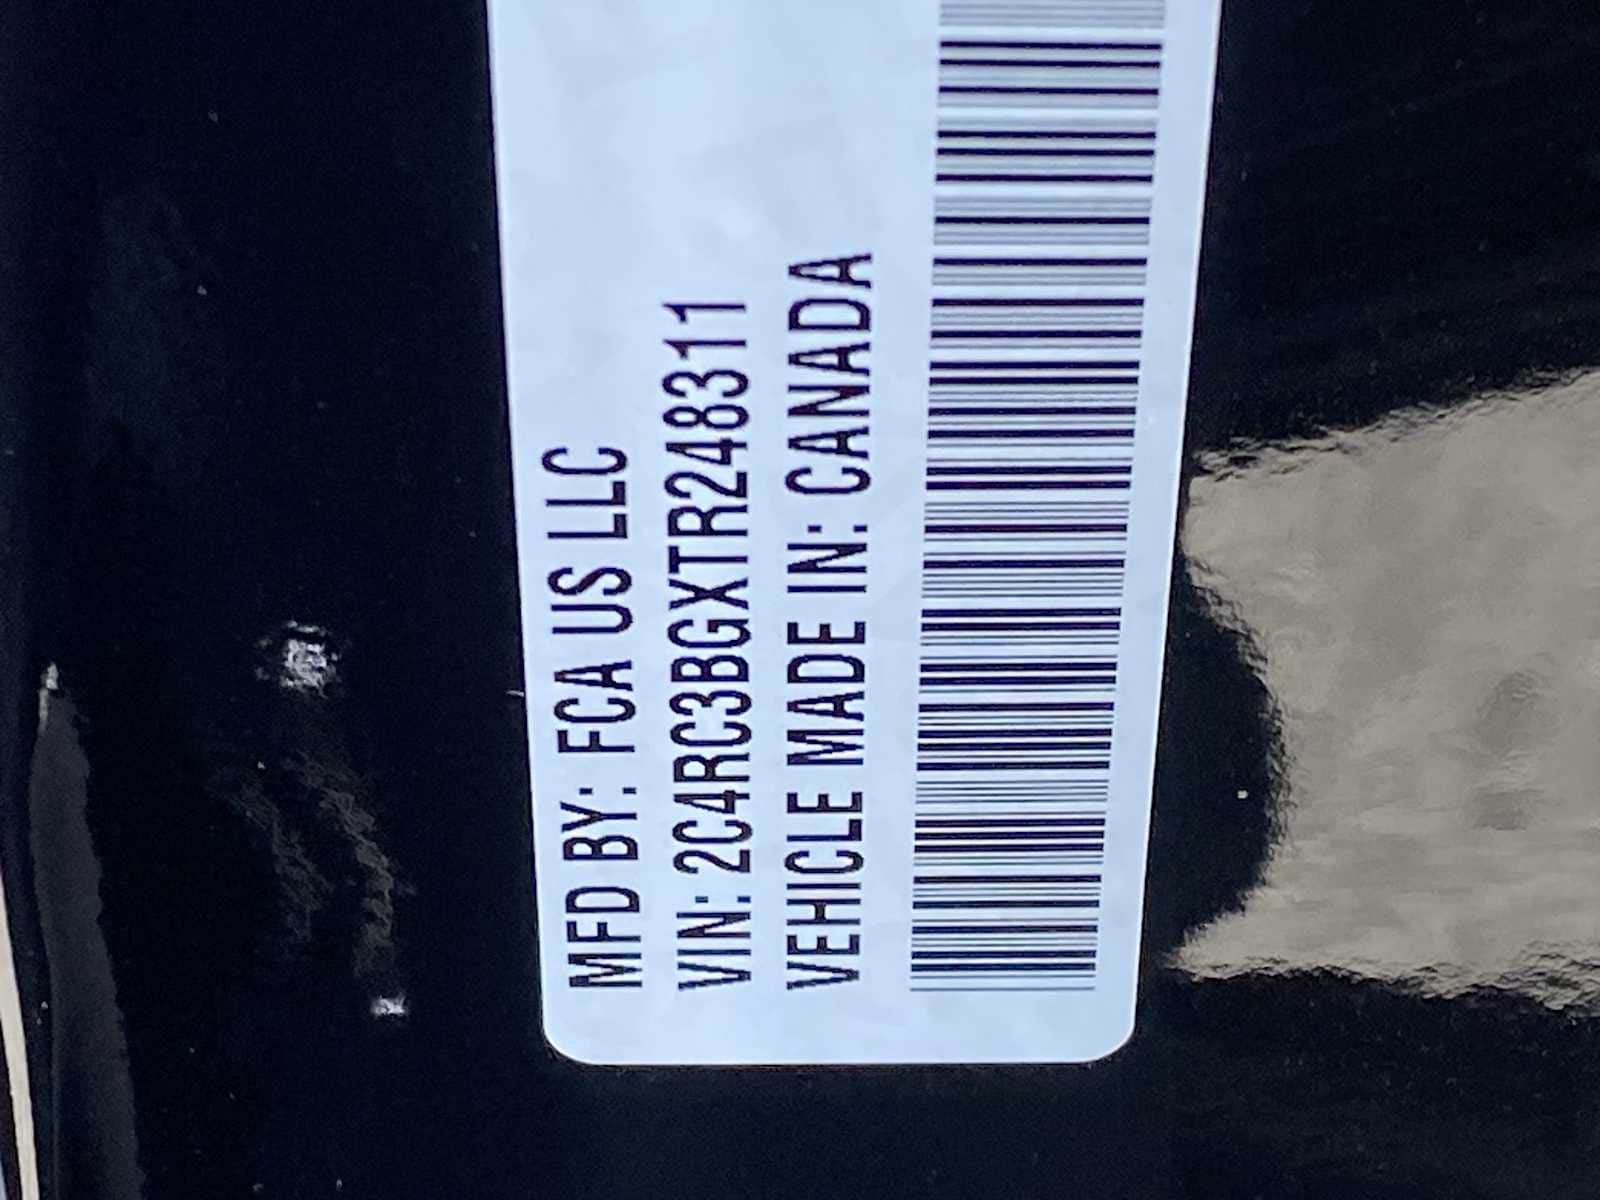 MFD BY: FCA US LLC
VIN: 2C4RC3BGXTR248311
VEHICLE MADE IN: CANADA